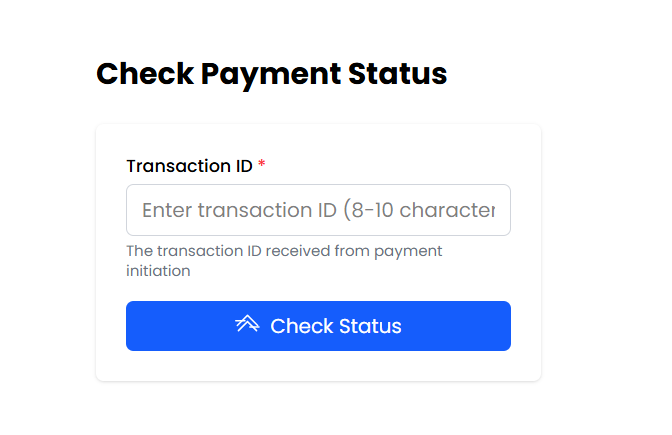 Check Payment Status
Transaction ID *
Enter transaction ID (8-10 character
The transaction ID received from payment
initiation
Check Status